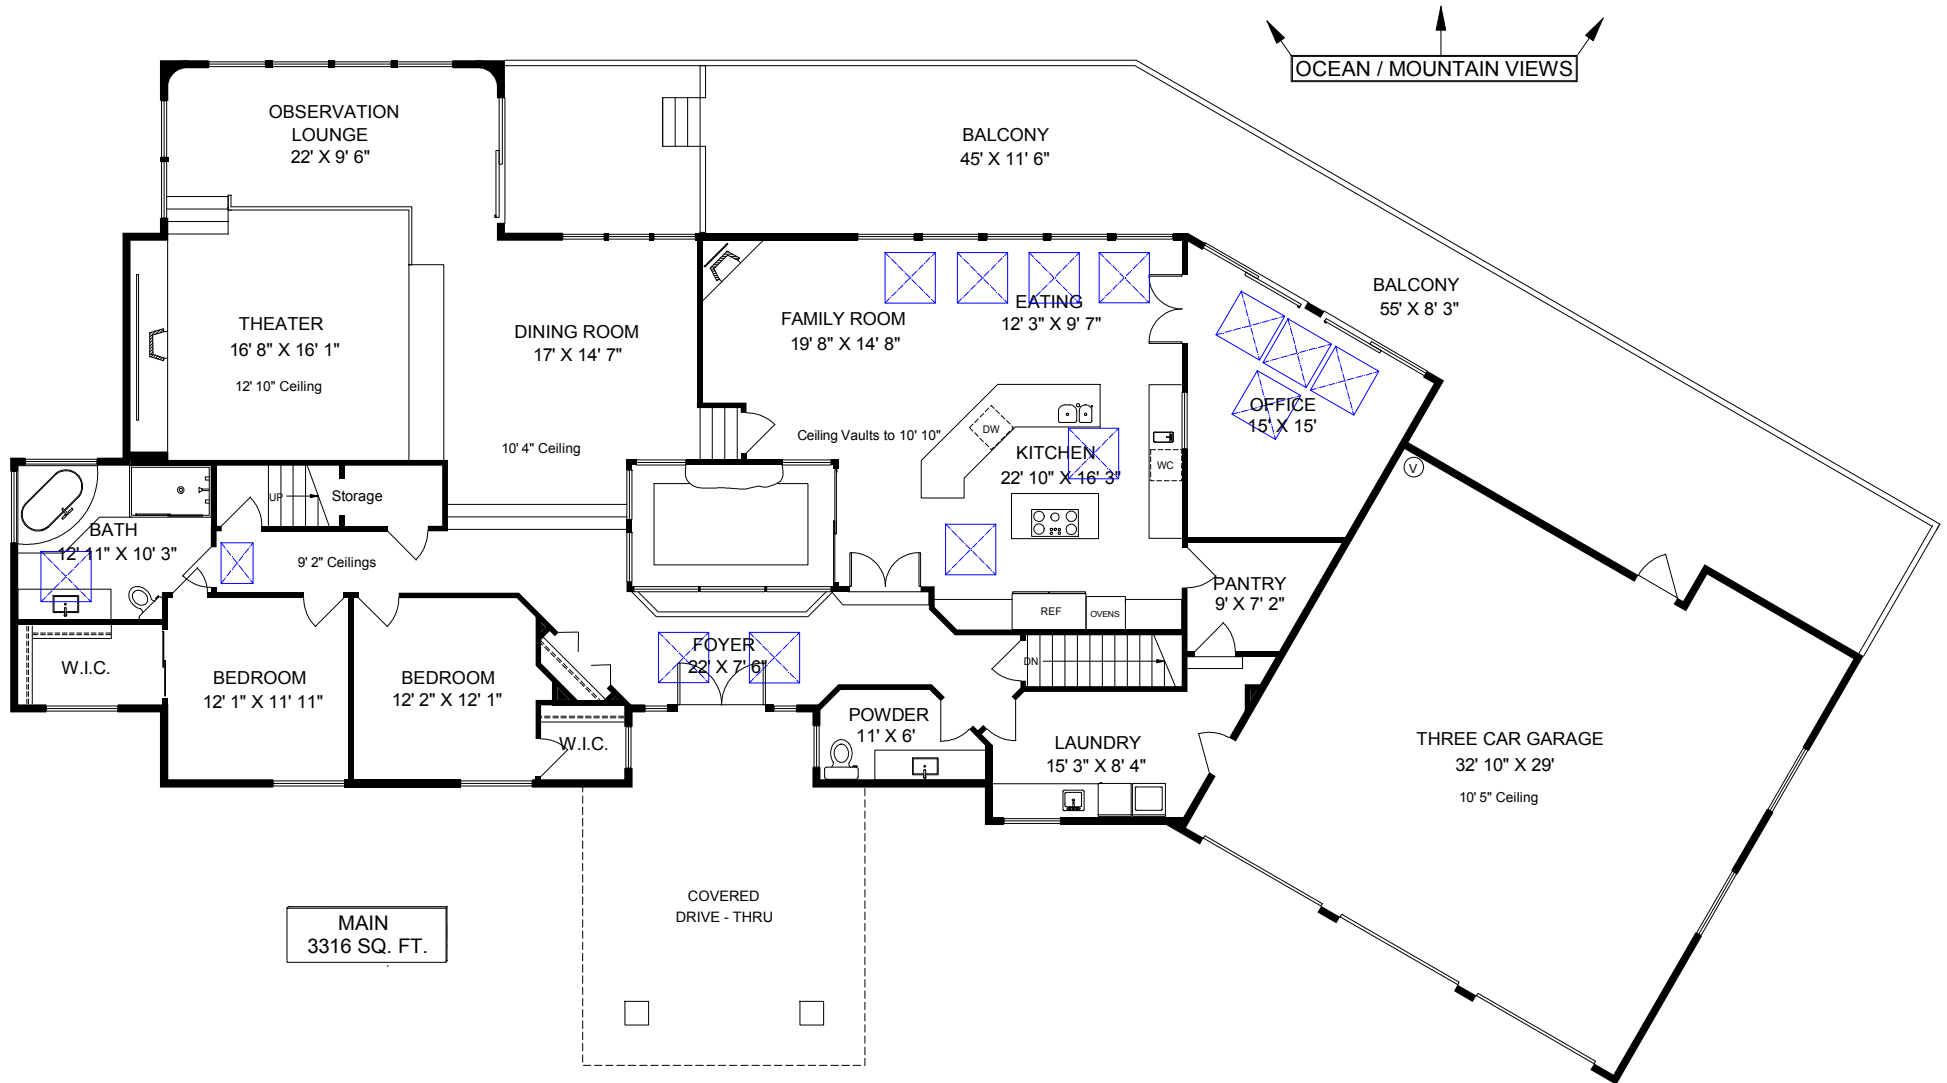 OCEAN / MOUNTAIN VIEWS
OBSERVATION
LOUNGE
22' X 9' 6"
BALCONY
45' X 11' 6"
BALCONY
55' X 8' 3"
THEATER
16' 8" X 16' 1"
12' 10" Ceiling
DINING ROOM
17' X 14' 7"
10' 4" Ceiling
FAMILY ROOM
19' 8" X 14' 8"
Ceiling Vaults to 10' 10"
EATING
12' 3" X 9' 7"
OFFICE
15' X 15'
DW
KITCHEN
22' 10" X 16' 3"
WC
V
UP
Storage
BATH
12' 11" X 10' 3"
9' 2" Ceilings
PANTRY
9' X 7' 2"
REF
OVENS
W.I.C.
BEDROOM
12' 1" X 11' 11"
BEDROOM
12' 2" X 12' 1"
W.I.C.
FOYER
22' X 7' 6"
DN
POWDER
11' X 6'
LAUNDRY
15' 3" X 8' 4"
THREE CAR GARAGE
32' 10" X 29'
10' 5" Ceiling
COVERED
DRIVE - THRU
MAIN
3316 SQ. FT.